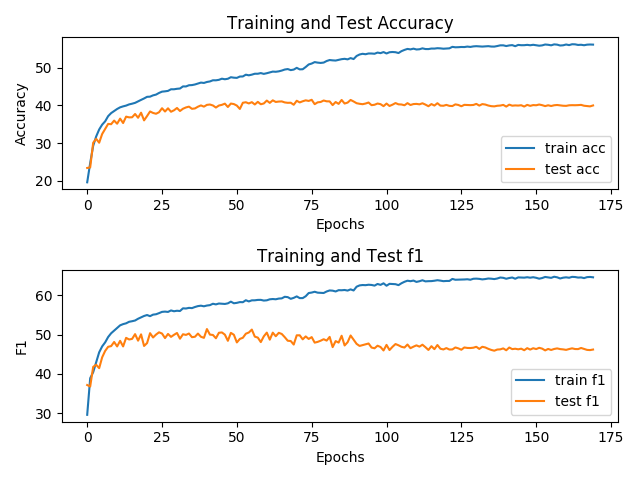 Training and Test Accuracy
50
40
30
20
Accuracy
train acc
test acc
0 25 50 75 100 125 150 175
Epochs
Training and Test f1
60
50
40
30
F1
train f1
test f1
0 25 50 75 100 125 150 175
Epochs